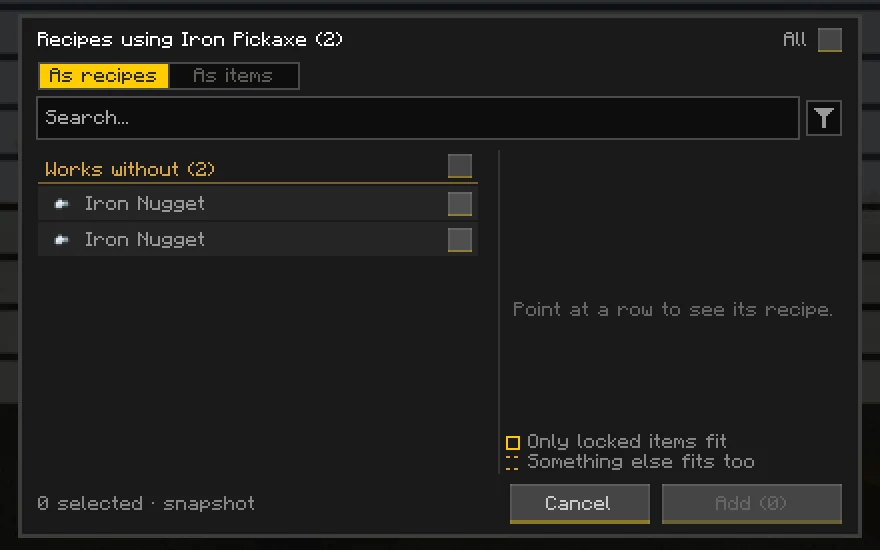 Recipes using Iron Pickaxe (2)
All
As recipes
As items
Search...
Works without (2)
Iron Nugget
Iron Nugget
Point at a row to see its recipe.
Only locked items fit
Something else fits too
0 selected · snapshot
Cancel
Add (0)